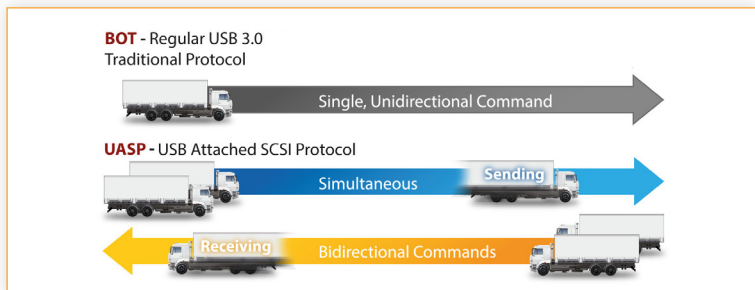 BOT - Regular USB 3.0
Traditional Protocol
Single, Unidirectional Command
UASP - USB Attached SCSI Protocol
Simultaneous
Sending
Receiving
Bidirectional Commands